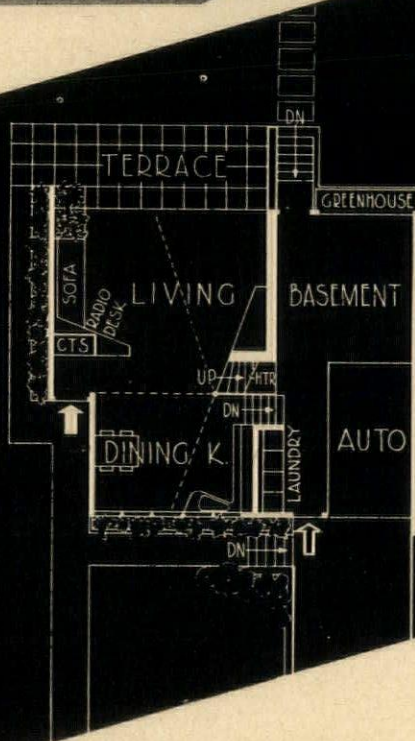 DN
TERRACE
GREENHOUSE
SOFA
LIVING
BASEMENT
RADIO
DESK
CTS
UP
HTR
DN
DINING K.
LAUNDRY
AUTO
DN